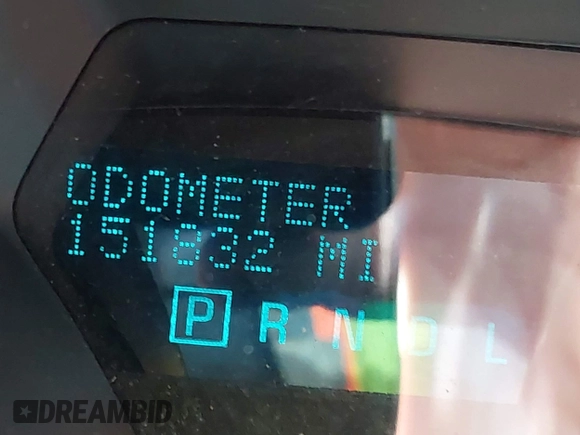 ODOMETER
151832 MI
P R N D L
DREAMBID